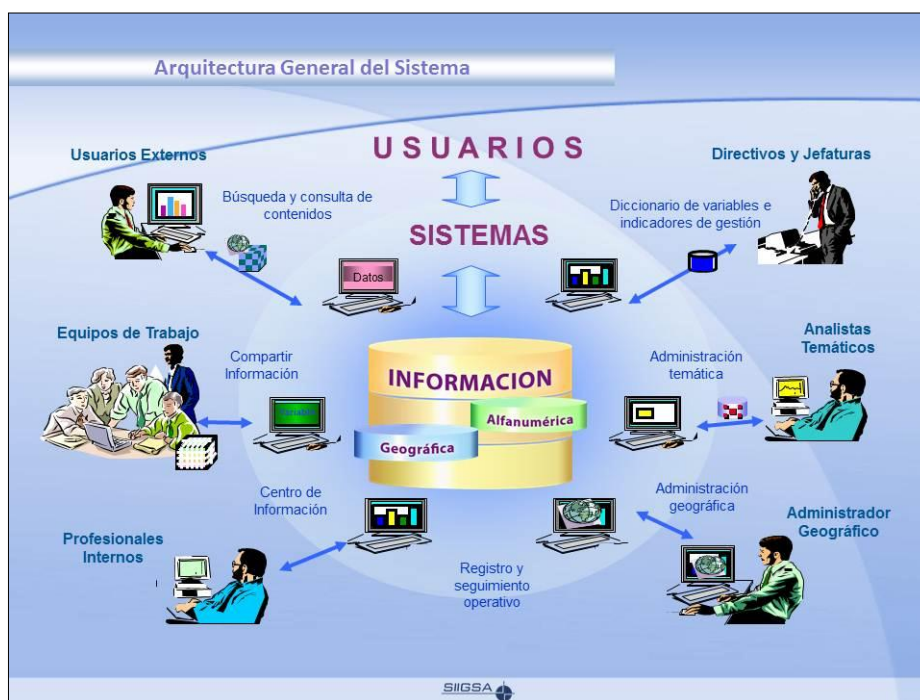 Arquitectura General del Sistema
USUARIOS
Usuarios Externos
Directivos y Jefaturas
Búsqueda y consulta de
contenidos
Diccionario de variables e
indicadores de gestión
SISTEMAS
Datos
Equipos de Trabajo
Analistas
Temáticos
Compartir
Información
Administración
temática
INFORMACION
Variable
Alfanumérica
Geográfica
Centro de
Información
Administración
geográfica
Profesionales
Internos
Administrador
Geográfico
Registro y
seguimiento
operativo
SIIGSA